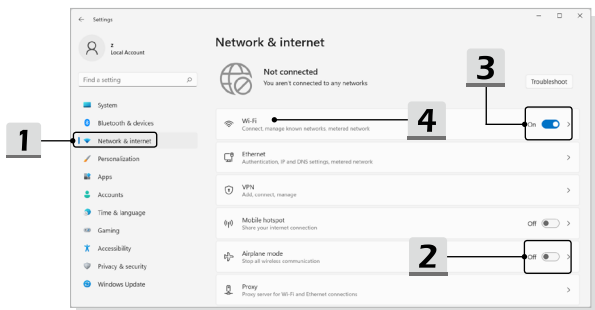 Settings
z
Local Account
Find a setting
System
Bluetooth & devices
Network & internet
Personalization
Apps
Accounts
Time & language
Gaming
Accessibility
Privacy & security
Windows Update
Network & internet
Not connected
You aren't connected to any networks
Troubleshoot
Wi-Fi
Connect, manage known networks, metered network
On
Ethernet
Authentication, IP and DNS settings, metered network
VPN
Add, connect, manage
Mobile hotspot
Share your internet connection
Off
Airplane mode
Stop all wireless communication
Off
Proxy
Proxy server for Wi-Fi and Ethernet connections
1
2
3
4